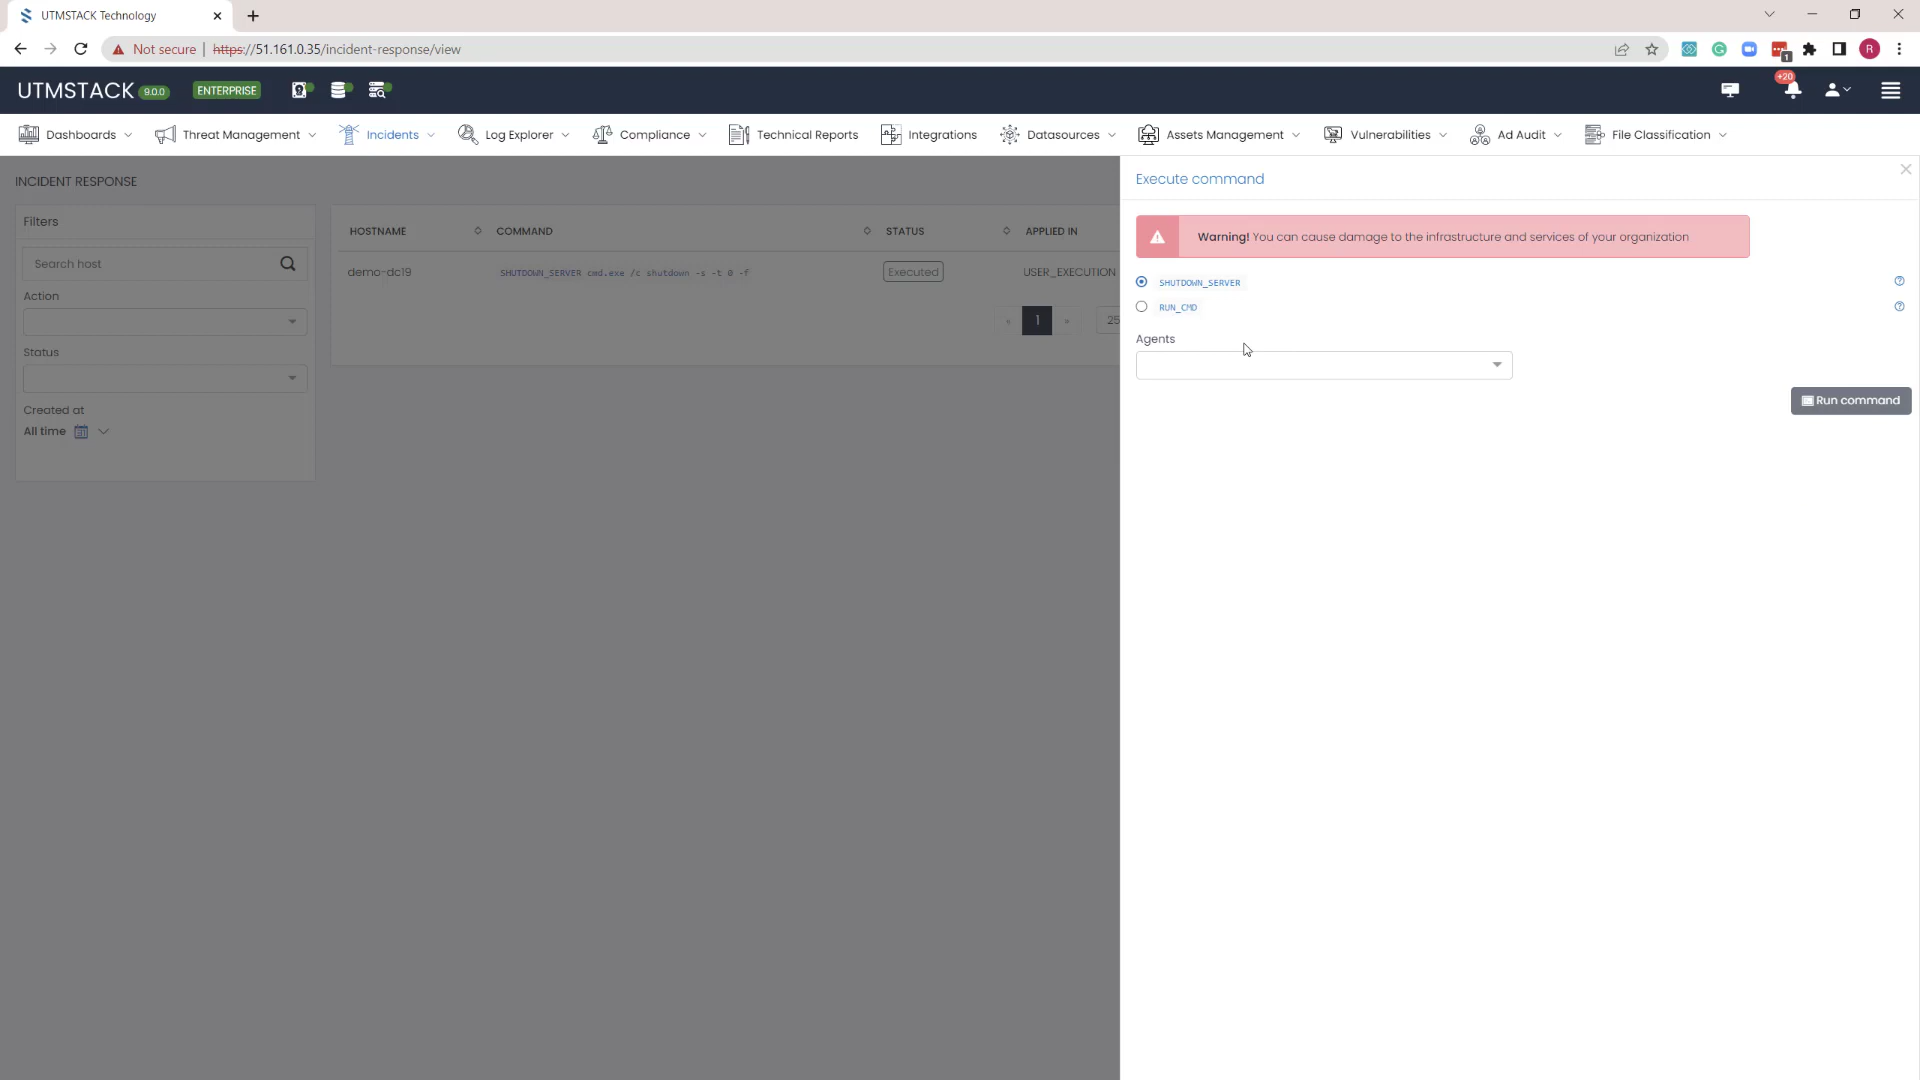 UTMSTACK Technology
Not secure | https://51.161.0.35/incident-response/view
1
R
UTMSTACK 9.0.0 ENTERPRISE
+20
Dashboards Threat Management Incidents Log Explorer Compliance Technical Reports Integrations Datasources Assets Management Vulnerabilities Ad Audit File Classification
INCIDENT RESPONSE
Filters
Search host
Action
Status
Created at
All time
HOSTNAME COMMAND STATUS APPLIED IN
demo-dc19 SHUTDOWN_SERVER cmd.exe /c shutdown -s -t 0 -f Executed USER_EXECUTION
« 1 » 25
Execute command
Warning! You can cause damage to the infrastructure and services of your organization
SHUTDOWN_SERVER
RUN_CMD
Agents
Run command